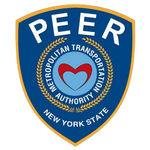 PEER
METROPOLITAN TRANSPORTATION
AUTHORITY
NEW YORK STATE